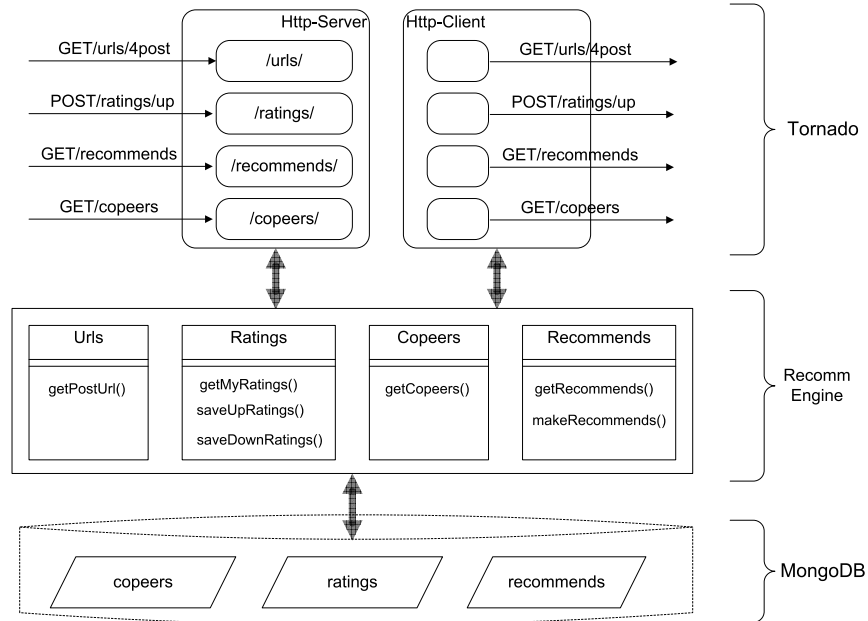 Http-Server
Http-Client
GET/urls/4post
/urls/
GET/urls/4post
POST/ratings/up
/ratings/
POST/ratings/up
Tornado
GET/recommends
/recommends/
GET/recommends
GET/copeers
/copeers/
GET/copeers
Urls
getPostUrl()
Ratings
getMyRatings()
saveUpRatings()
saveDownRatings()
Copeers
getCopeers()
Recommends
getRecommends()
makeRecommends()
Recomm
Engine
copeers
ratings
recommends
MongoDB